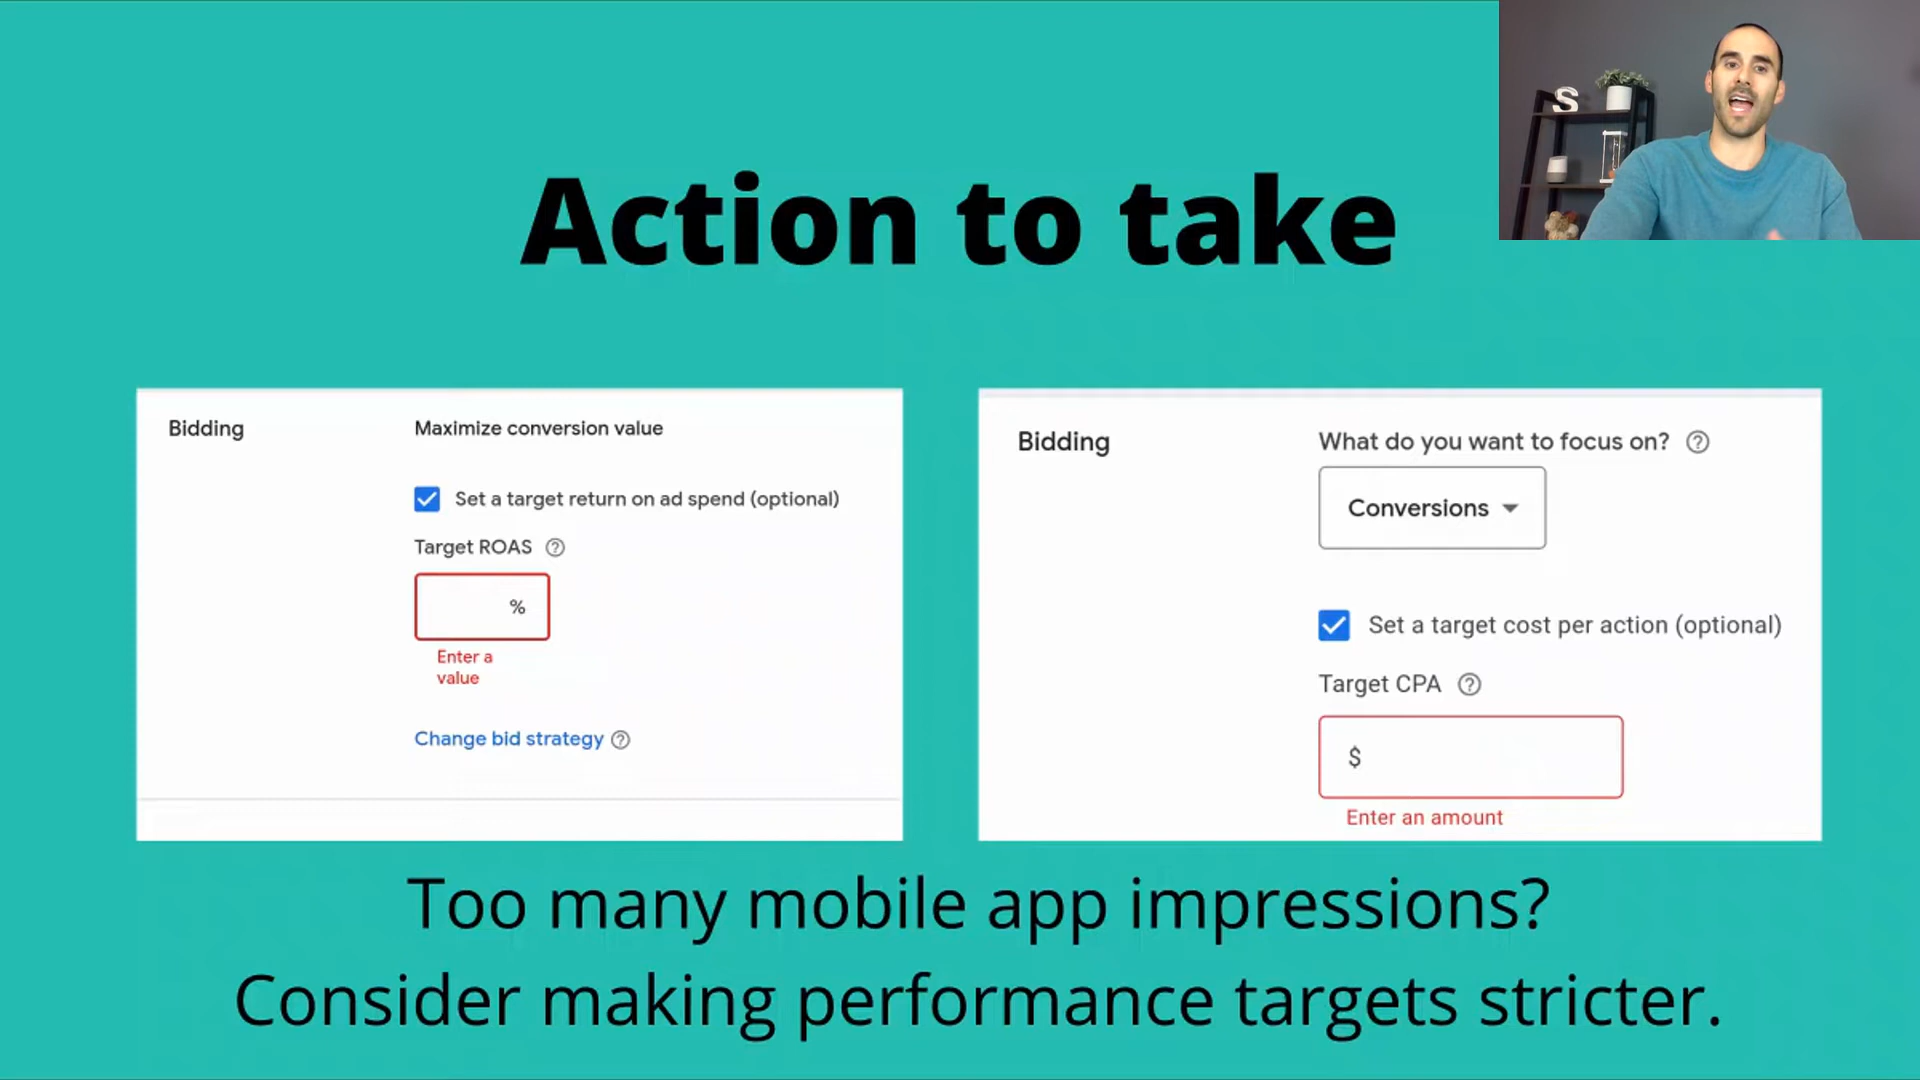 S
Action to take
Bidding
Maximize conversion value
Set a target return on ad spend (optional)
Target ROAS ?
%
Enter a
value
Change bid strategy ?
Bidding
What do you want to focus on? ?
Conversions
Set a target cost per action (optional)
Target CPA ?
$
Enter an amount
Too many mobile app impressions?
Consider making performance targets stricter.